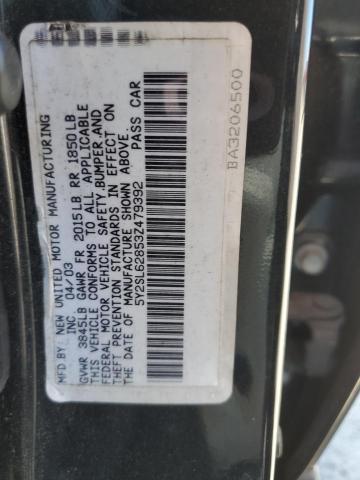 MFD BY NEW UNITED MOTOR MANUFACTURING
INC 04/03
GVWR 3845LB GAWR FR 2015LB RR 1850LB
THIS VEHICLE CONFORMS TO ALL APPLICABLE
FEDERAL MOTOR VEHICLE SAFETY,BUMPER,AND
THEFT PREVENTION STANDARDS IN EFFECT ON
THE DATE OF MANUFACTURE SHOWN ABOVE.
5Y2SL62853Z479392 PASS CAR
BA3206500